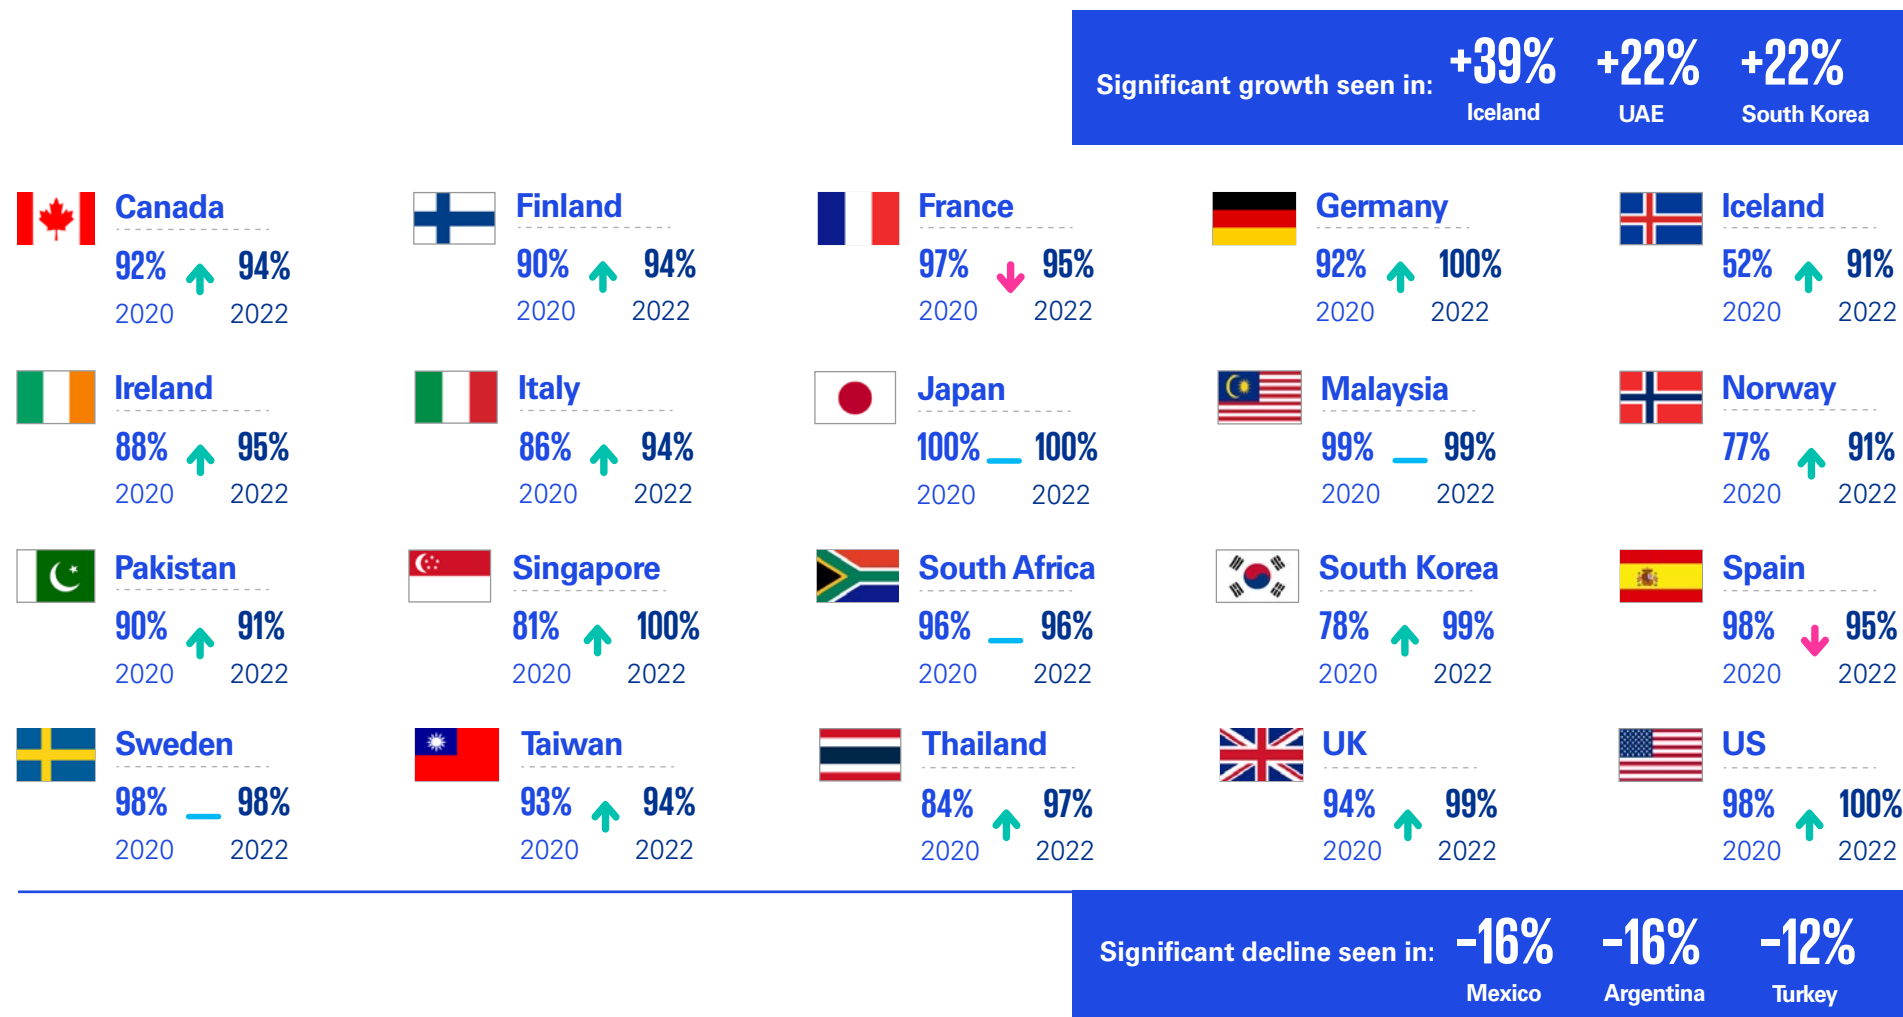 Significant growth seen in:
+39% +22% +22%
Iceland UAE South Korea
Canada Finland France Germany Iceland
92% 94% 90% 94% 97% 95% 92% 100% 52% 91%
2020 2022 2020 2022 2020 2022 2020 2022 2020 2022
Ireland Italy Japan Malaysia Norway
88% 95% 86% 94% 100% 100% 99% 99% 77% 91%
2020 2022 2020 2022 2020 2022 2020 2022 2020 2022
Pakistan Singapore South Africa South Korea Spain
90% 91% 81% 100% 96% 96% 78% 99% 98% 95%
2020 2022 2020 2022 2020 2022 2020 2022 2020 2022
Sweden Taiwan Thailand UK US
98% 98% 93% 94% 84% 97% 94% 99% 98% 100%
2020 2022 2020 2022 2020 2022 2020 2022 2020 2022
Significant decline seen in:
–16% –16% –12%
Mexico Argentina Turkey